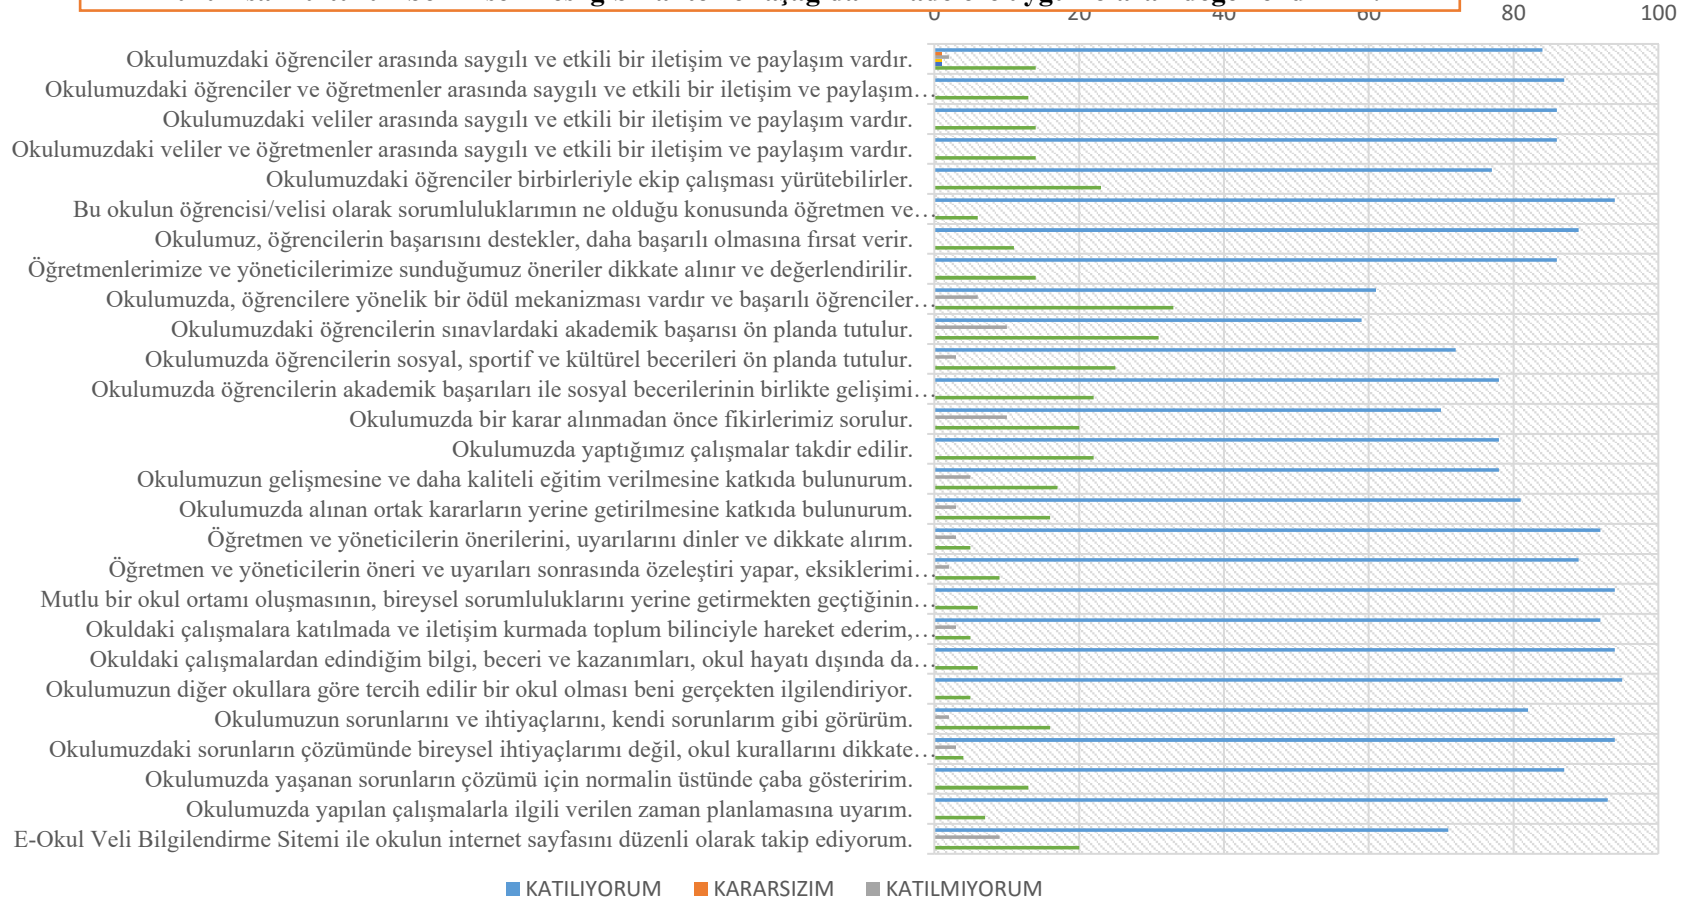 0 20 40 60 80 100
Okulumuzdaki öğrenciler arasında saygılı ve etkili bir iletişim ve paylaşım vardır.
Okulumuzdaki öğrenciler ve öğretmenler arasında saygılı ve etkili bir iletişim ve paylaşım…
Okulumuzdaki veliler arasında saygılı ve etkili bir iletişim ve paylaşım vardır.
Okulumuzdaki veliler ve öğretmenler arasında saygılı ve etkili bir iletişim ve paylaşım vardır.
Okulumuzdaki öğrenciler birbirleriyle ekip çalışması yürütebilirler.
Bu okulun öğrencisi/velisi olarak sorumluluklarımın ne olduğu konusunda öğretmen ve…
Okulumuz, öğrencilerin başarısını destekler, daha başarılı olmasına fırsat verir.
Öğretmenlerimize ve yöneticilerimize sunduğumuz öneriler dikkate alınır ve değerlendirilir.
Okulumuzda, öğrencilere yönelik bir ödül mekanizması vardır ve başarılı öğrenciler…
Okulumuzdaki öğrencilerin sınavlardaki akademik başarısı ön planda tutulur.
Okulumuzda öğrencilerin sosyal, sportif ve kültürel becerileri ön planda tutulur.
Okulumuzda öğrencilerin akademik başarıları ile sosyal becerilerinin birlikte gelişimi…
Okulumuzda bir karar alınmadan önce fikirlerimiz sorulur.
Okulumuzda yaptığımız çalışmalar takdir edilir.
Okulumuzun gelişmesine ve daha kaliteli eğitim verilmesine katkıda bulunurum.
Okulumuzda alınan ortak kararların yerine getirilmesine katkıda bulunurum.
Öğretmen ve yöneticilerin önerilerini, uyarılarını dinler ve dikkate alırım.
Öğretmen ve yöneticilerin öneri ve uyarıları sonrasında özeleştiri yapar, eksiklerimi…
Mutlu bir okul ortamı oluşmasının, bireysel sorumluluklarını yerine getirmekten geçtiğinin…
Okuldaki çalışmalara katılmada ve iletişim kurmada toplum bilinciyle hareket ederim,…
Okuldaki çalışmalardan edindiğim bilgi, beceri ve kazanımları, okul hayatı dışında da…
Okulumuzun diğer okullara göre tercih edilir bir okul olması beni gerçekten ilgilendiriyor.
Okulumuzun sorunlarını ve ihtiyaçlarını, kendi sorunlarım gibi görürüm.
Okulumuzdaki sorunların çözümünde bireysel ihtiyaçlarımı değil, okul kurallarını dikkate…
Okulumuzda yaşanan sorunların çözümü için normalin üstünde çaba gösteririm.
Okulumuzda yapılan çalışmalarla ilgili verilen zaman planlamasına uyarım.
E-Okul Veli Bilgilendirme Sitemi ile okulun internet sayfasını düzenli olarak takip ediyorum.
KATILIYORUM KARARSIZIM KATILMIYORUM